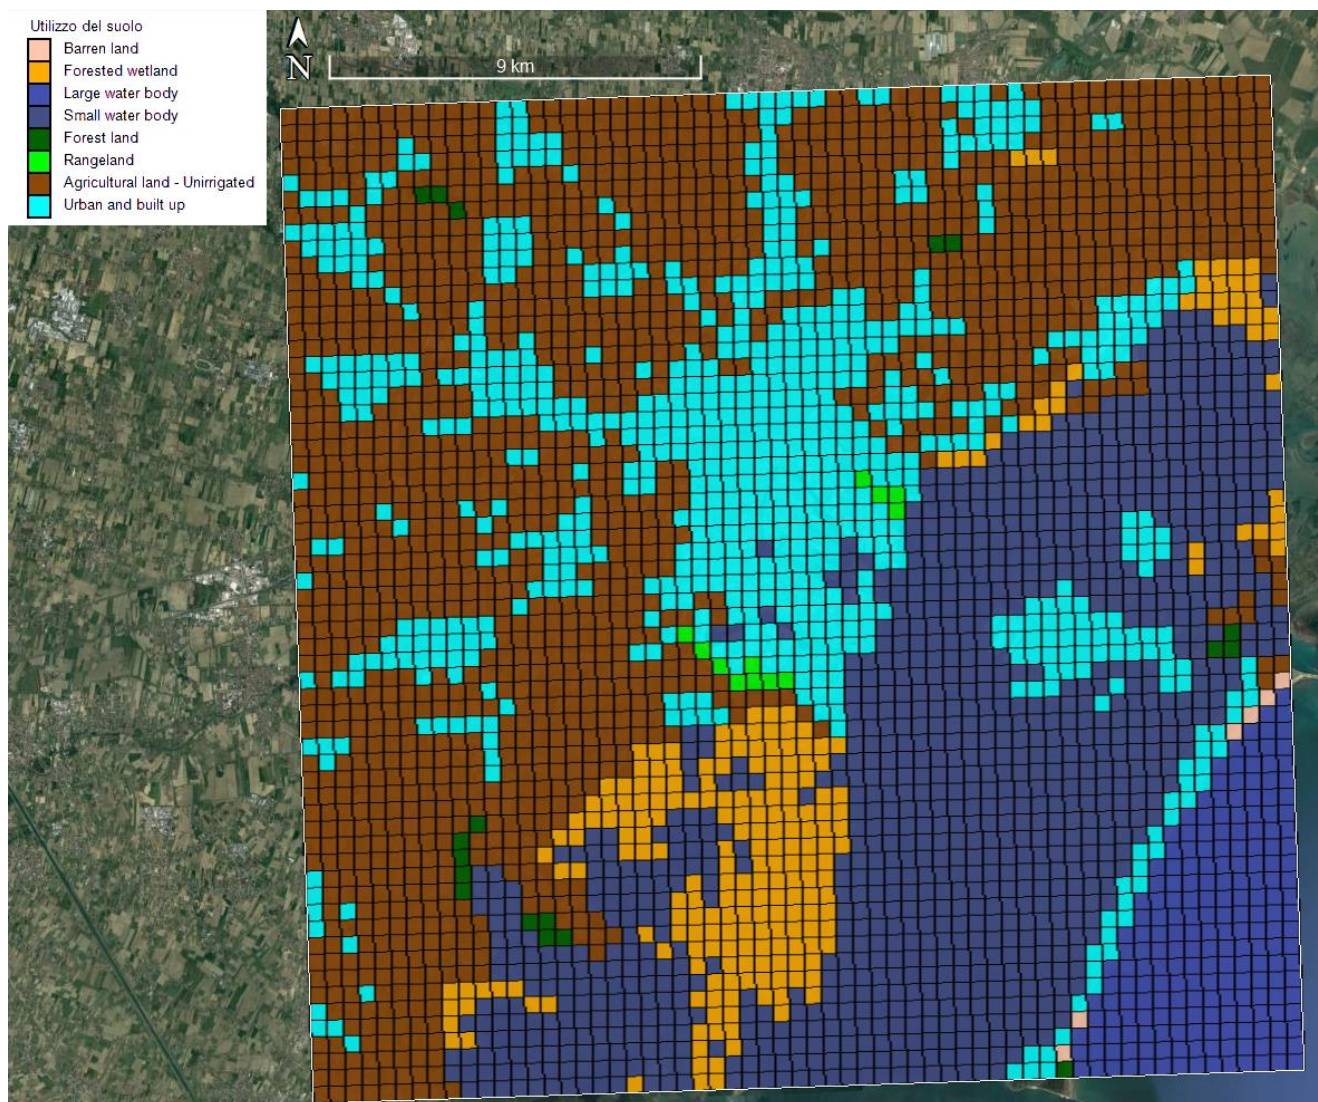 Utilizzo del suolo
Barren land
Forested wetland
Large water body
Small water body
Forest land
Rangeland
Agricultural land - Unirrigated
Urban and built up
N
9 km